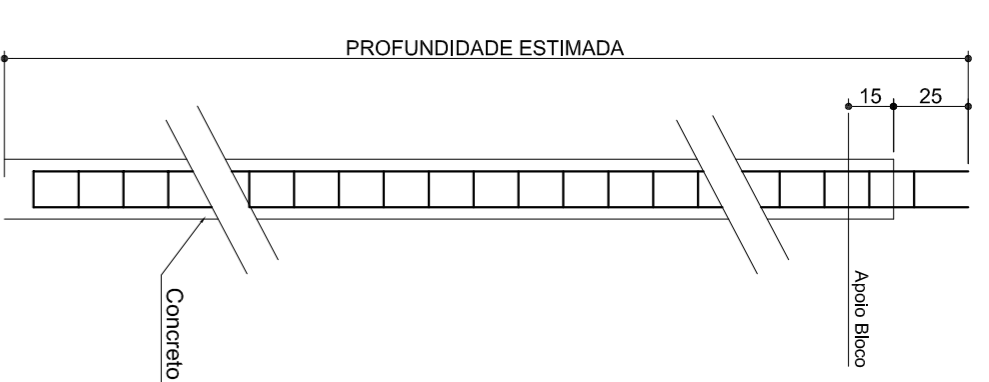 PROFUNDIDADE ESTIMADA
15
25
Apoio Bloco
Concreto